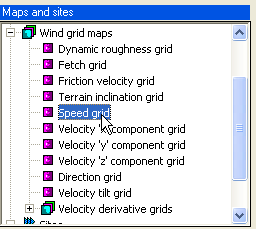 Maps and sites
Wind grid maps
Dynamic roughness grid
Fetch grid
Friction velocity grid
Terrain inclination grid
Speed grid
Velocity 'x' component grid
Velocity 'y' component grid
Velocity 'z' component grid
Direction grid
Velocity tilt grid
Velocity derivative grids